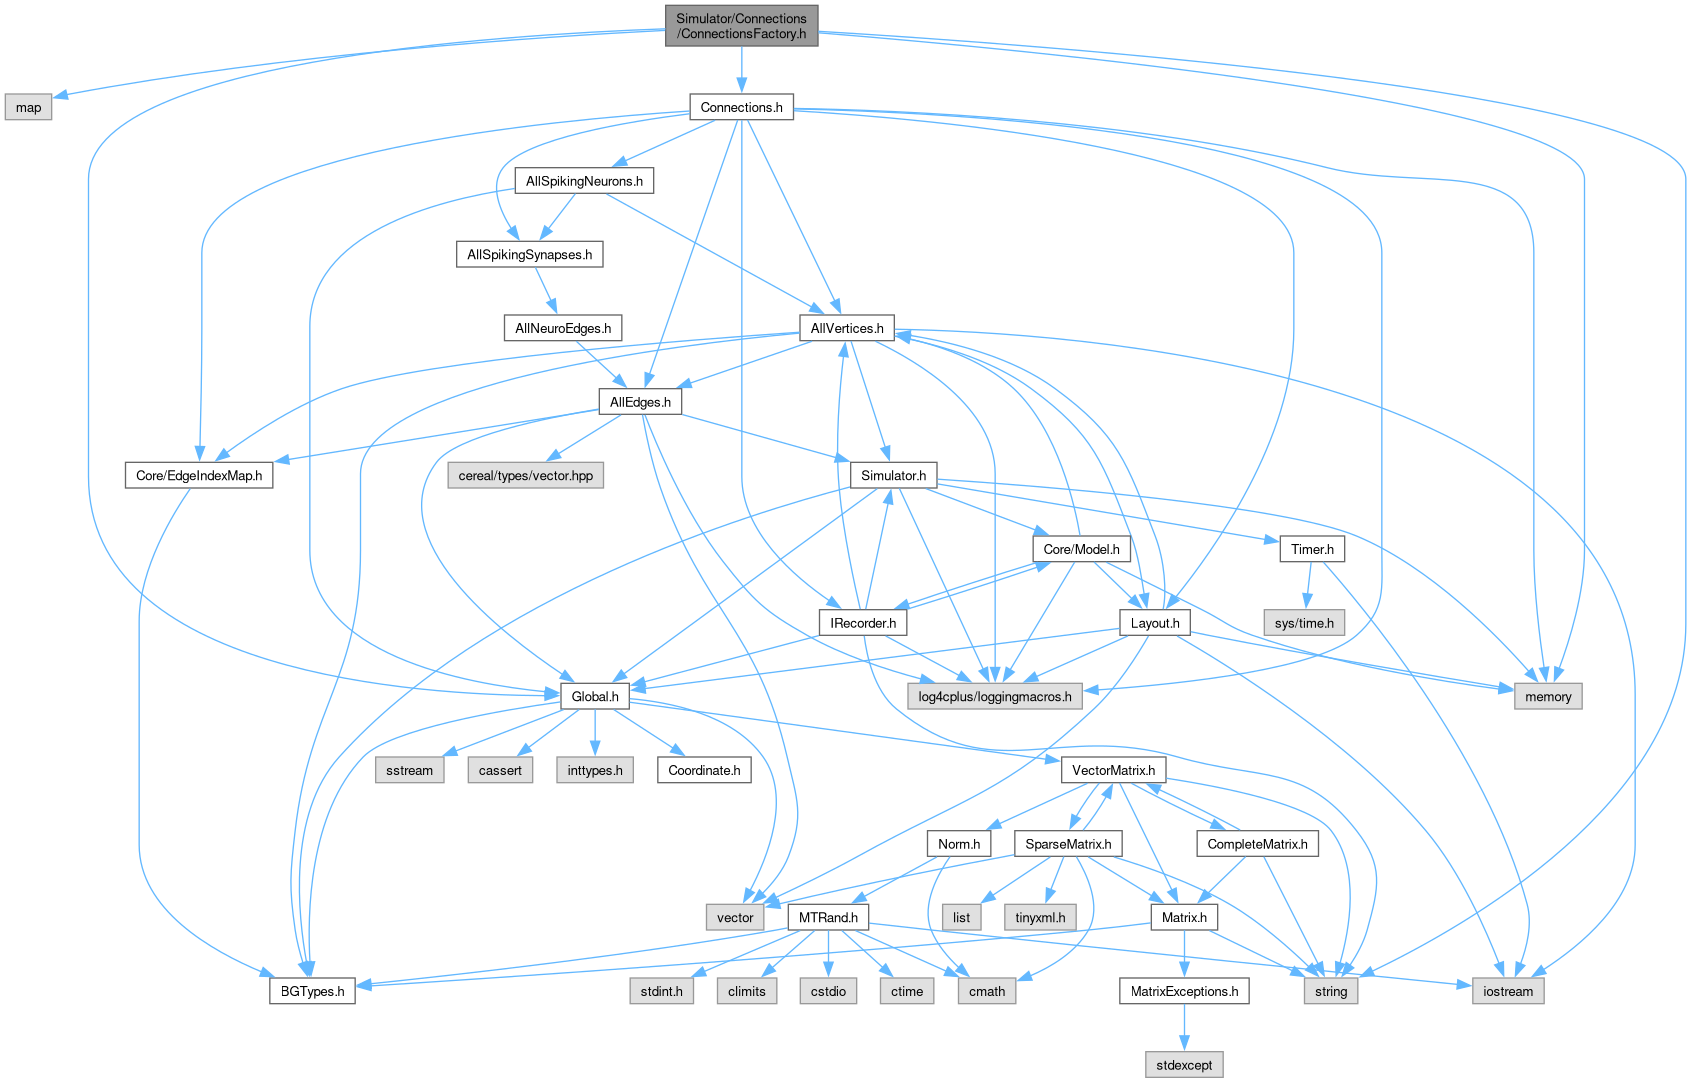 Simulator/Connections
/ConnectionsFactory.h
map
Connections.h
AllSpikingNeurons.h
AllSpikingSynapses.h
AllNeuroEdges.h
AllVertices.h
AllEdges.h
Core/EdgeIndexMap.h
cereal/types/vector.hpp
Simulator.h
Core/Model.h
Timer.h
IRecorder.h
Layout.h
sys/time.h
Global.h
log4cplus/loggingmacros.h
memory
sstream
cassert
inttypes.h
Coordinate.h
VectorMatrix.h
Norm.h
SparseMatrix.h
CompleteMatrix.h
vector
MTRand.h
list
tinyxml.h
Matrix.h
BGTypes.h
stdint.h
climits
cstdio
ctime
cmath
MatrixExceptions.h
string
iostream
stdexcept